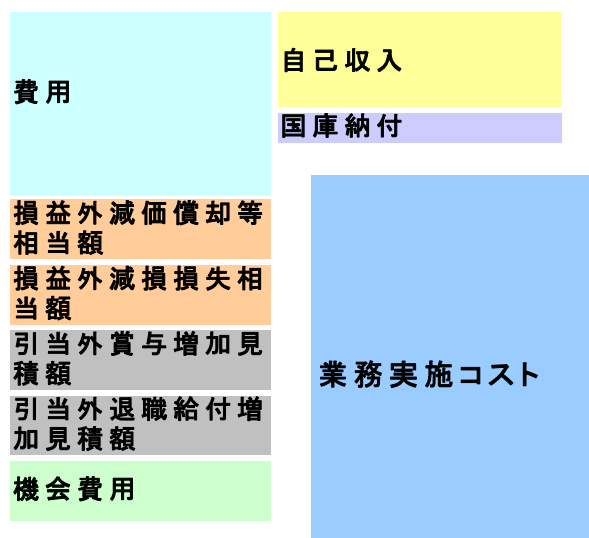 費用
損益外減価償却等
相当額
損益外減損損失相
当額
引当外賞与増加見
積額
引当外退職給付増
加見積額
機会費用
自己収入
国庫納付
業務実施コスト